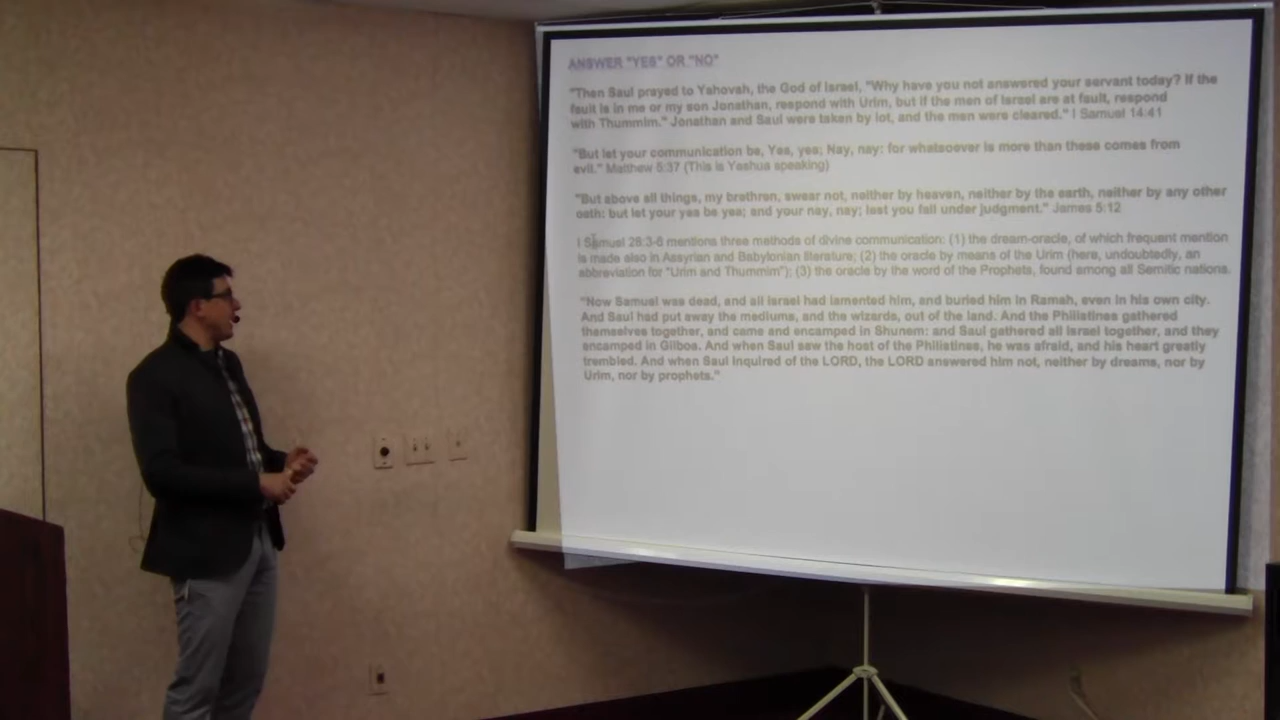 ANSWER "YES" OR "NO"
"Then Saul prayed to Yahovah, the God of Israel, "Why have you not answered your servant today? If the
fault is in me or my son Jonathan, respond with Urim, but if the men of Israel are at fault, respond
with Thummim." Jonathan and Saul were taken by lot, and the men were cleared." I Samuel 14:41
"But let your communication be, Yes, yes; Nay, nay: for whatsoever is more than these comes from
evil." Matthew 5:37 (This is Yeshua speaking)
"But above all things, my brethren, swear not, neither by heaven, neither by the earth, neither by any other
oath: but let your yea be yea; and your nay, nay; lest you fall under judgment." James 5:12
I Samuel 28:3-6 mentions three methods of divine communication: (1) the dream-oracle, of which frequent mention
is made also in Assyrian and Babylonian literature; (2) the oracle by means of the Urim (here, undoubtedly, an
abbreviation for "Urim and Thummim"); (3) the oracle by the word of the Prophets, found among all Semitic nations.
"Now Samuel was dead, and all Israel had lamented him, and buried him in Ramah, even in his own city.
And Saul had put away the mediums, and the wizards, out of the land. And the Philistines gathered
themselves together, and came and encamped in Shunem: and Saul gathered all Israel together, and they
encamped in Gilboa. And when Saul saw the host of the Philistines, he was afraid, and his heart greatly
trembled. And when Saul inquired of the LORD, the LORD answered him not, neither by dreams, nor by
Urim, nor by prophets."